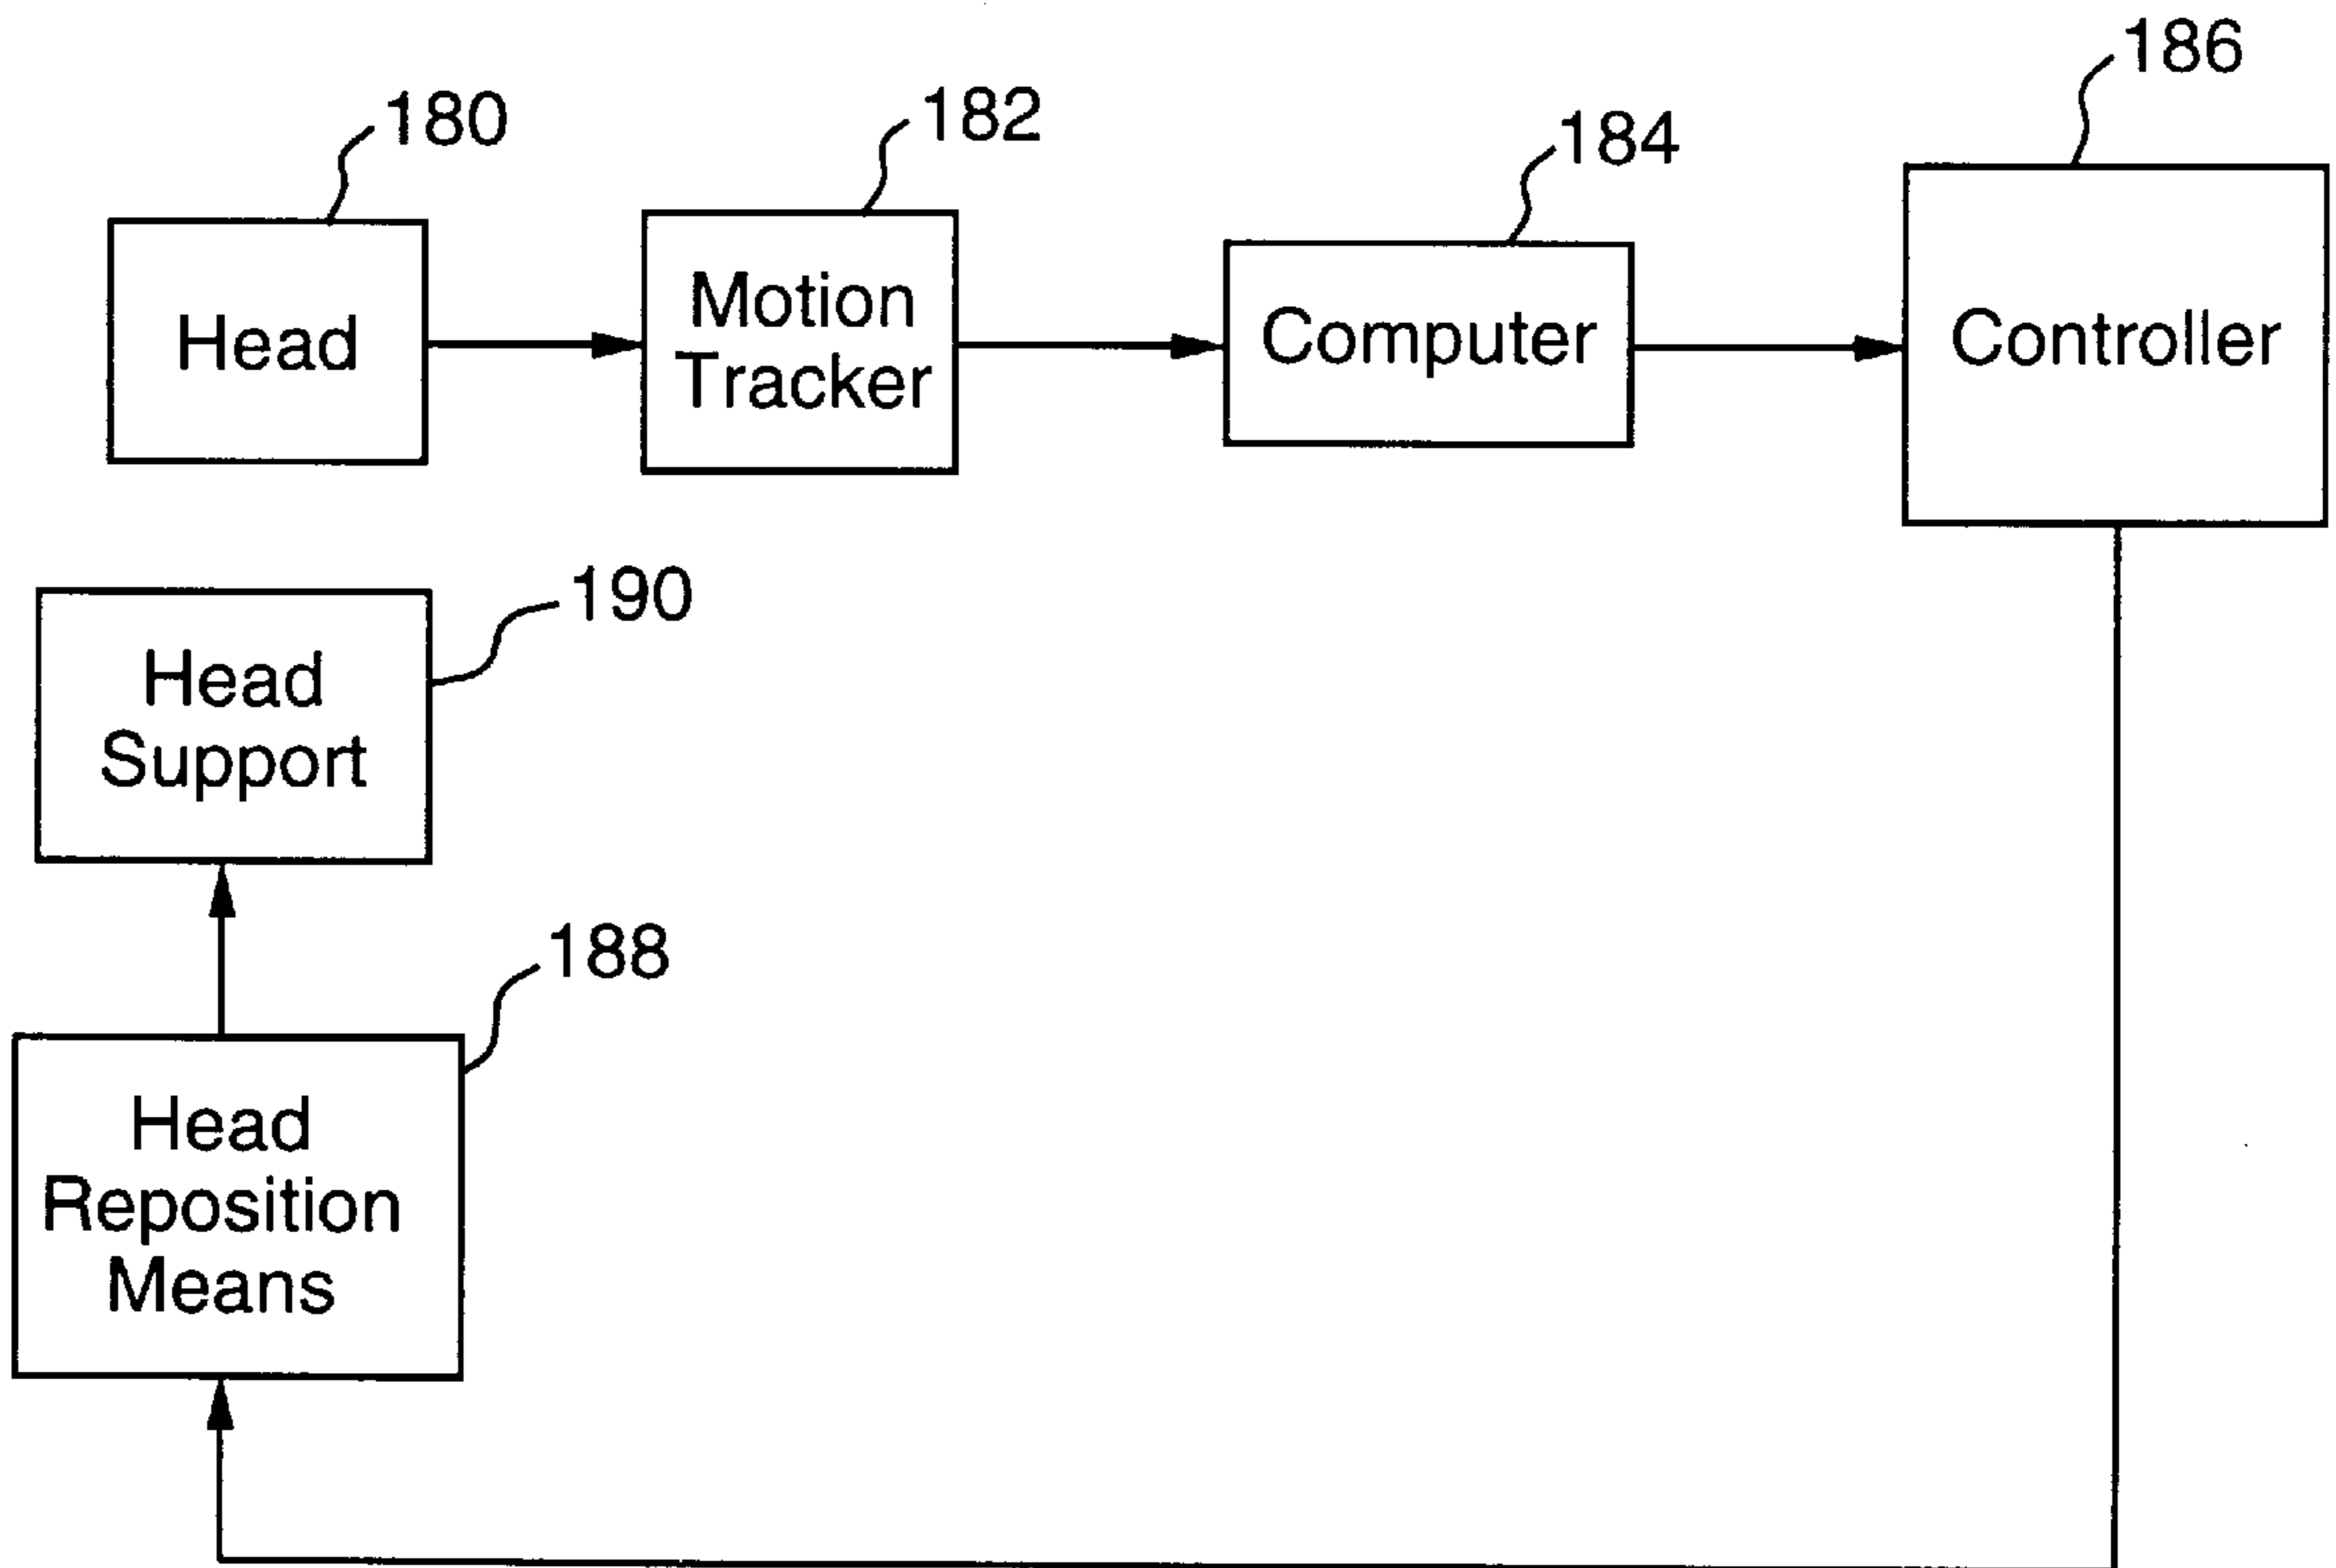 180
182
184
186
Head
Motion
Tracker
Computer
Controller
190
Head
Support
188
Head
Reposition
Means